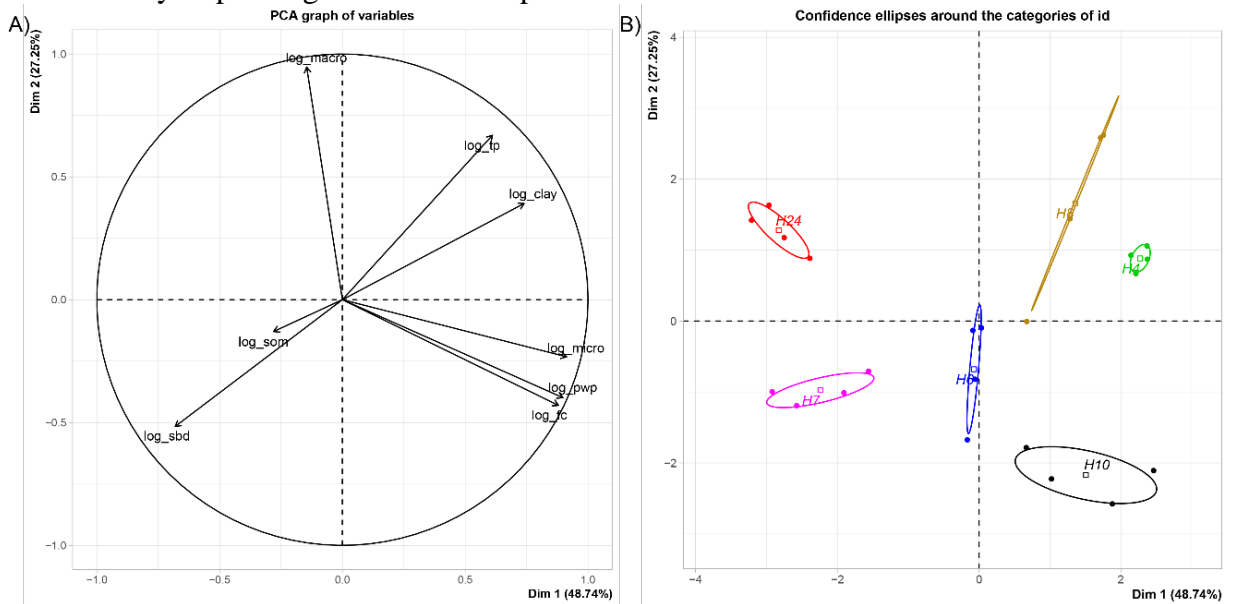 A)
PCA graph of variables
Dim 2 (27.25%)
1.0
0.5
0.0
−0.5
−1.0
log_macro
log_tp
log_clay
log_som
log_micro
log_pwp
log_fc
log_sbd
−1.0
−0.5
0.0
0.5
1.0
Dim 1 (48.74%)
B)
Confidence ellipses around the categories of id
Dim 2 (27.25%)
4
2
0
−2
H24
H4
H7
H10
−4
−2
0
2
Dim 1 (48.74%)